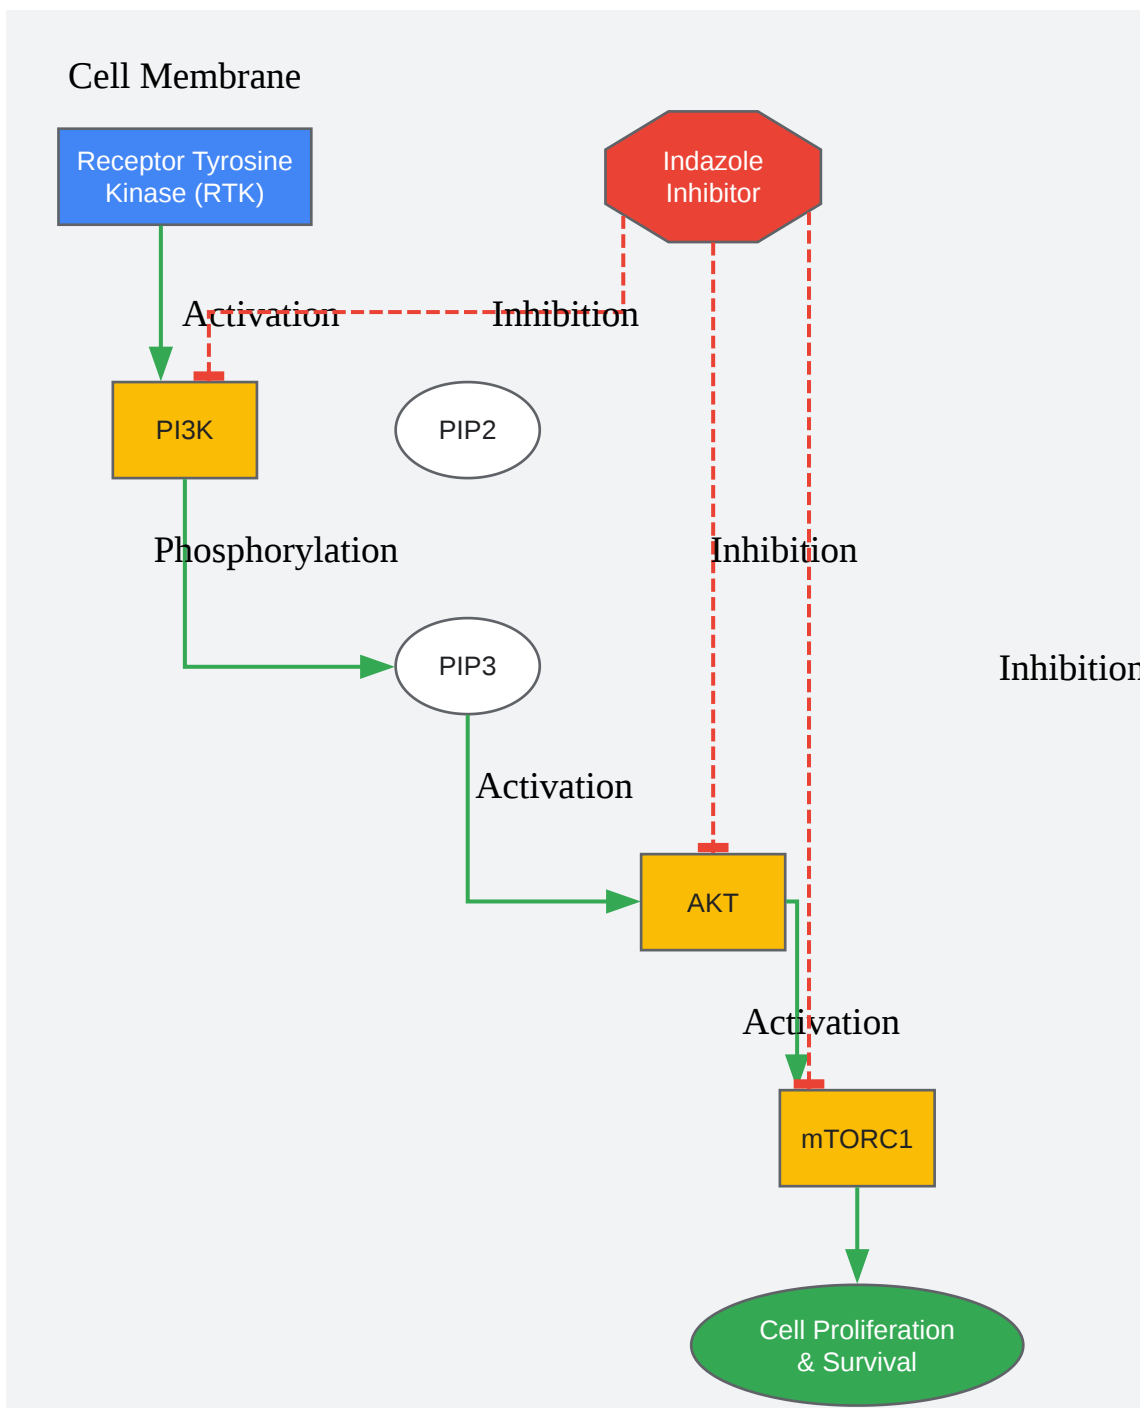 Cell Membrane
Receptor Tyrosine
Kinase (RTK)
Indazole
Inhibitor
Activation
Inhibition
PI3K
PIP2
Phosphorylation
Inhibition
PIP3
Inhibition
Activation
AKT
Activation
mTORC1
Cell Proliferation
& Survival